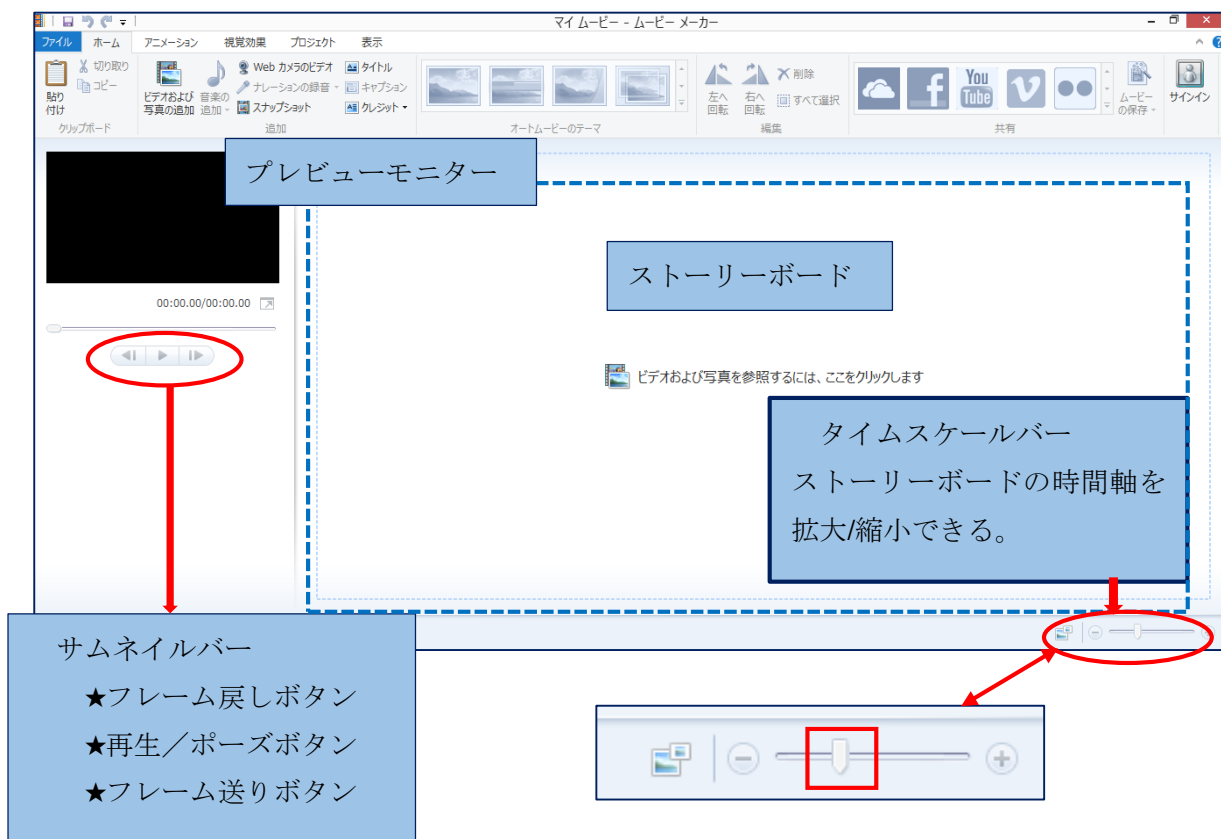 マイ ムービー - ムービー メーカー
ファイル ホーム アニメーション 視覚効果 プロジェクト 表示
貼り付け
切り取り
コピー
クリップボード
ビデオおよび写真の追加
音楽の追加
Web カメラのビデオ
ナレーションの録音
スナップショット
タイトル
キャプション
クレジット
追加
オートムービーのテーマ
左へ回転
右へ回転
削除
すべて選択
編集
You Tube
共有
ムービーの保存
サインイン
プレビューモニター
ストーリーボード
00:00.00/00:00.00
ビデオおよび写真を参照するには、ここをクリックします
タイムスケールバー
ストーリーボードの時間軸を
拡大/縮小できる。
サムネイルバー
★フレーム戻しボタン
★再生／ポーズボタン
★フレーム送りボタン